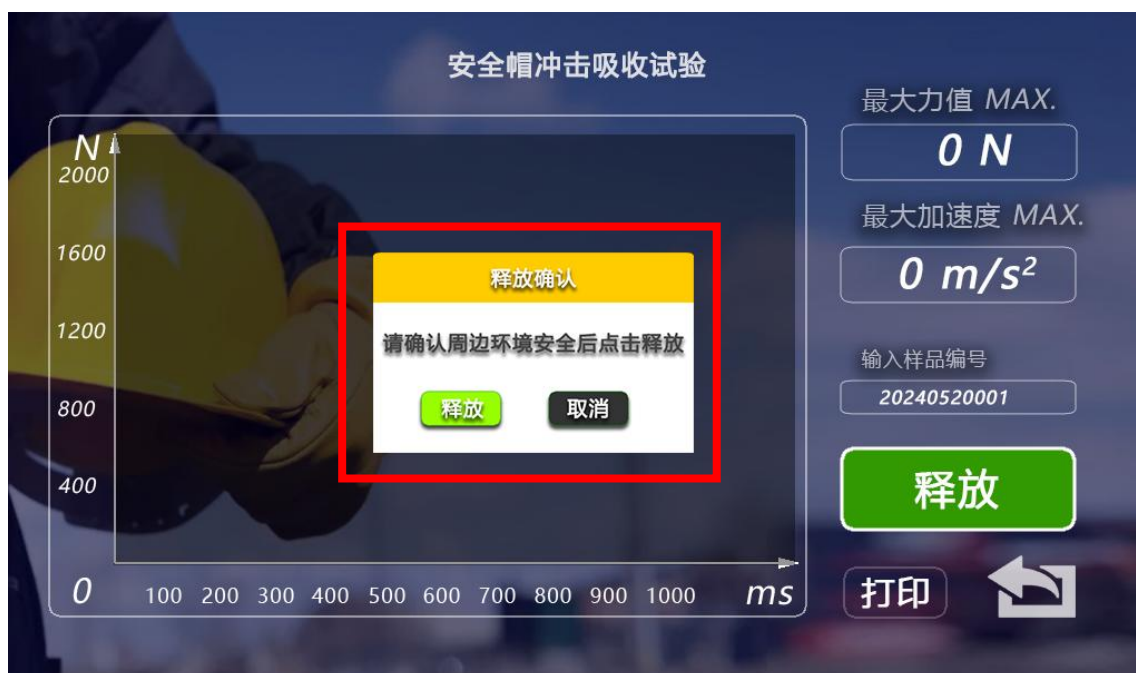 安全帽冲击吸收试验
N
2000
1600
1200
800
400
0
100 200 300 400 500 600 700 800 900 1000 ms
释放确认
请确认周边环境安全后点击释放
释放 取消
最大力值 MAX.
0 N
最大加速度 MAX.
0 m/s²
输入样品编号
20240520001
释放
打印